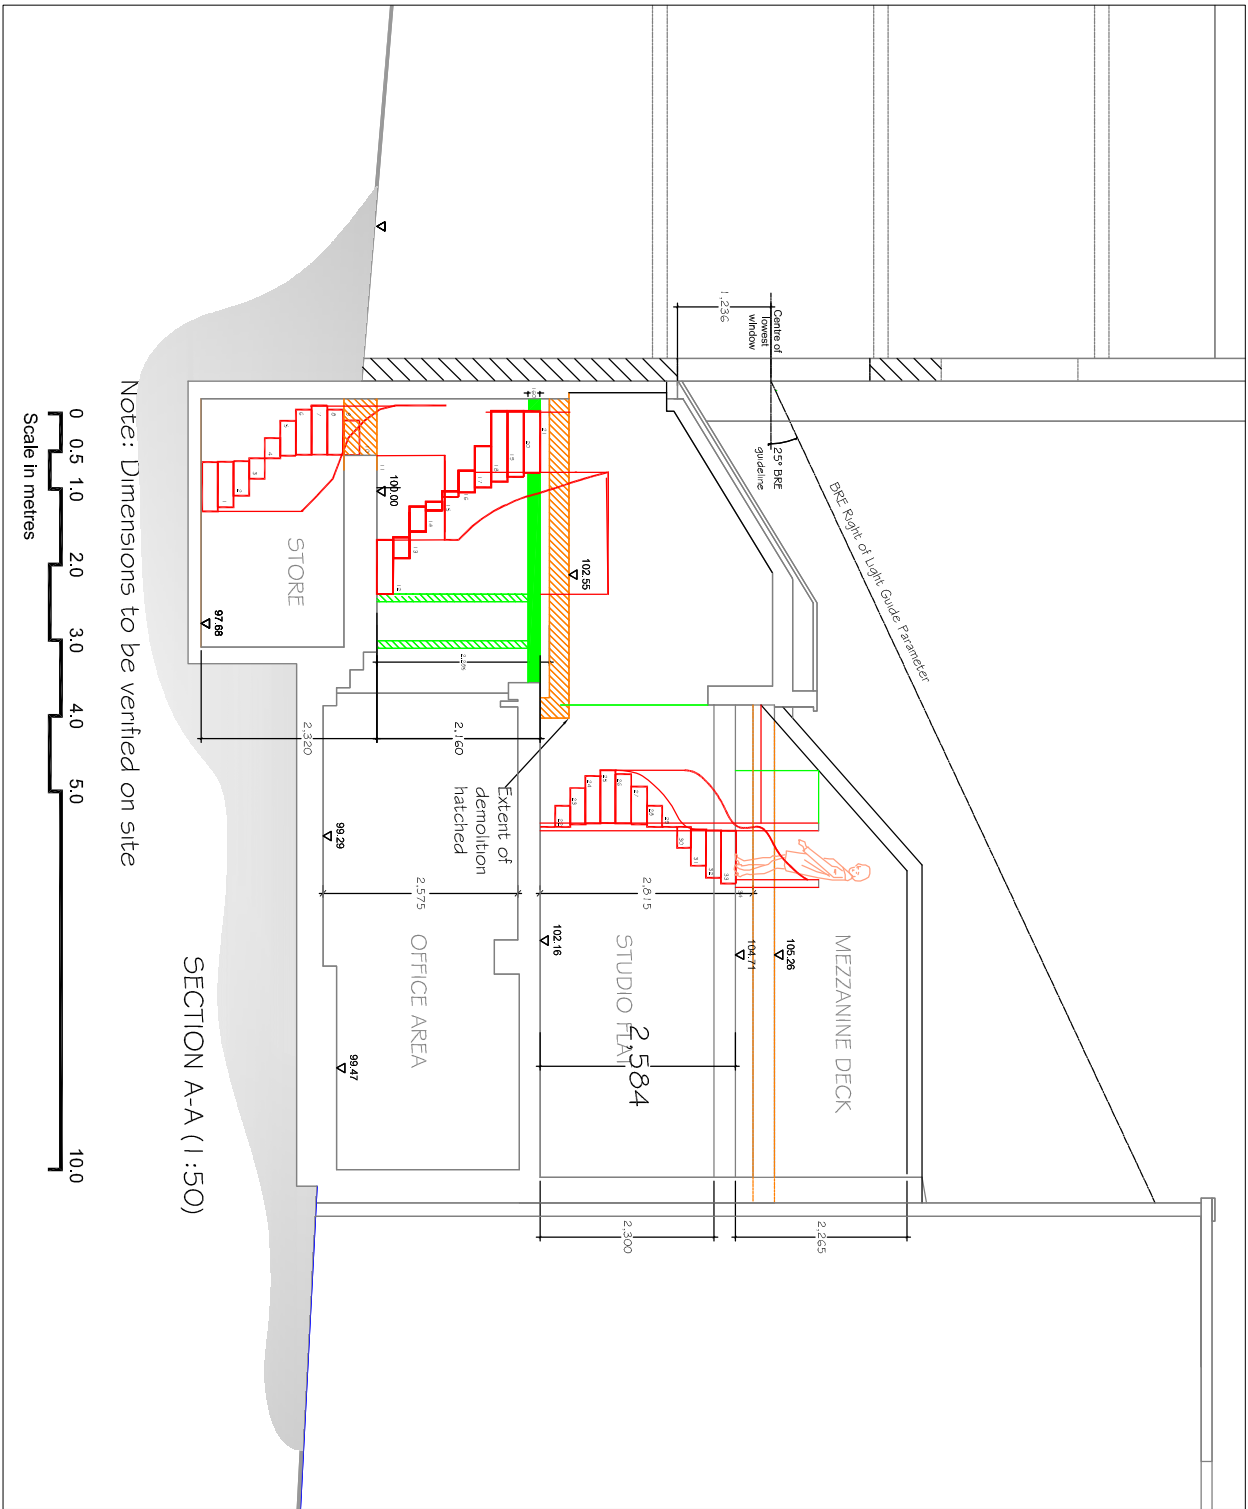 BRE Right of Light Guide Parameter
25° BRE
guideline
Centre of
lowest
window
1,236
MEZZANINE DECK
105.26
104.71
2,265
STUDIO FLAT
2,584
2,815
2,300
102.55
102.16
Extent of
demolition
hatched
OFFICE AREA
2,575
2,160
100.00
99.29
99.47
STORE
2,320
97.68
SECTION A-A (1:50)
Note: Dimensions to be verified on site
0 0.5 1.0 2.0 3.0 4.0 5.0 10.0
Scale in metres